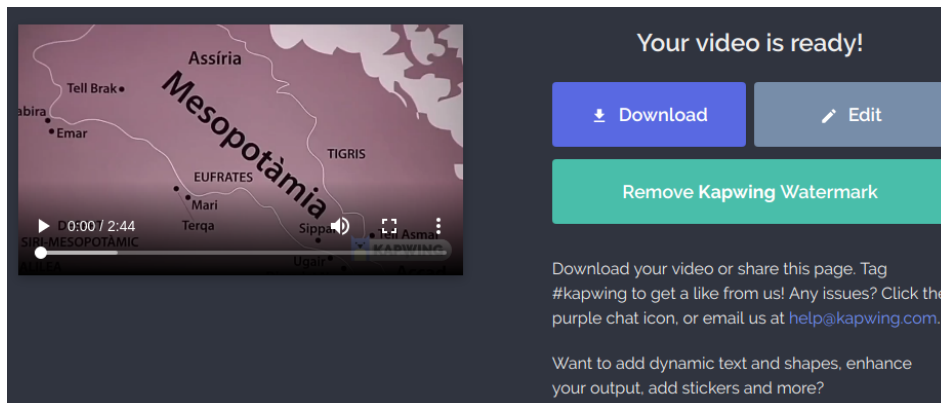 Assíria
Tell Brak
abira
Emar
Mesopotàmia
TIGRIS
EUFRATES
Mari
Terqa
Sippar
Tell Asmar
SIRI-MESOPOTÀMIC
Ugair
0:00 / 2:44
KAPWING
Your video is ready!
Download
Edit
Remove Kapwing Watermark
Download your video or share this page. Tag
#kapwing to get a like from us! Any issues? Click the
purple chat icon, or email us at help@kapwing.com.
Want to add dynamic text and shapes, enhance
your output, add stickers and more?